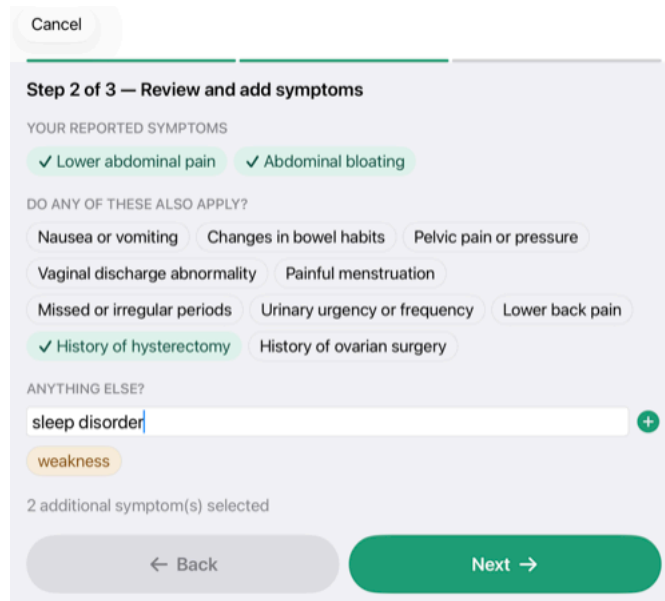 Cancel
Step 2 of 3 — Review and add symptoms
YOUR REPORTED SYMPTOMS
✓ Lower abdominal pain ✓ Abdominal bloating
DO ANY OF THESE ALSO APPLY?
Nausea or vomiting Changes in bowel habits Pelvic pain or pressure
Vaginal discharge abnormality Painful menstruation
Missed or irregular periods Urinary urgency or frequency Lower back pain
✓ History of hysterectomy History of ovarian surgery
ANYTHING ELSE?
sleep disorder
weakness
2 additional symptom(s) selected
← Back Next →